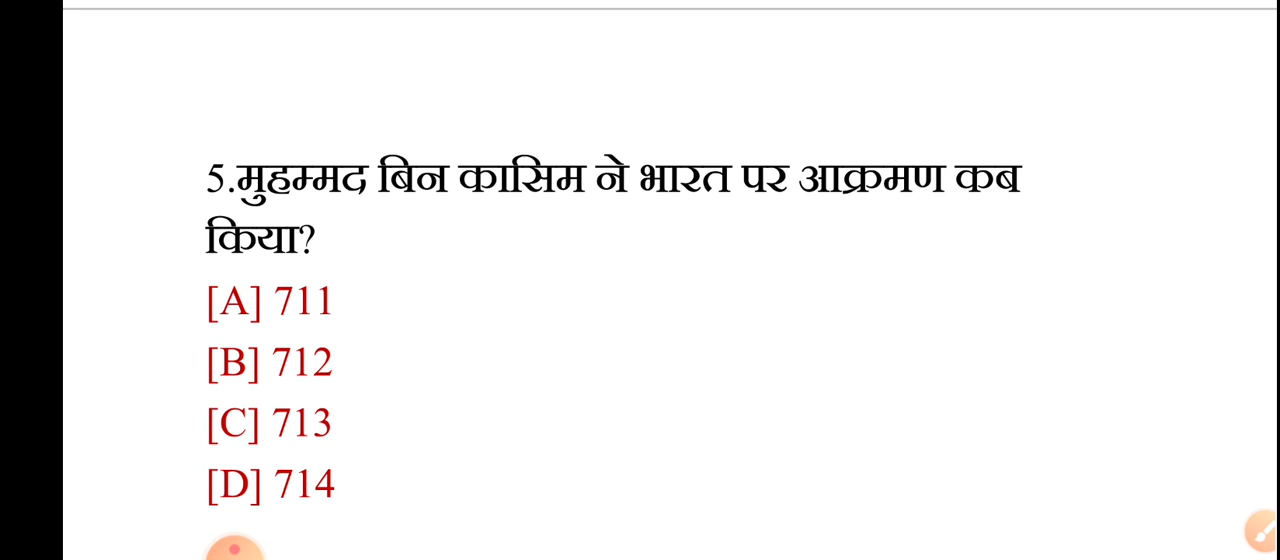 5.मुहम्मद बिन कासिम ने भारत पर आक्रमण कब
किया?
[A] 711
[B] 712
[C] 713
[D] 714